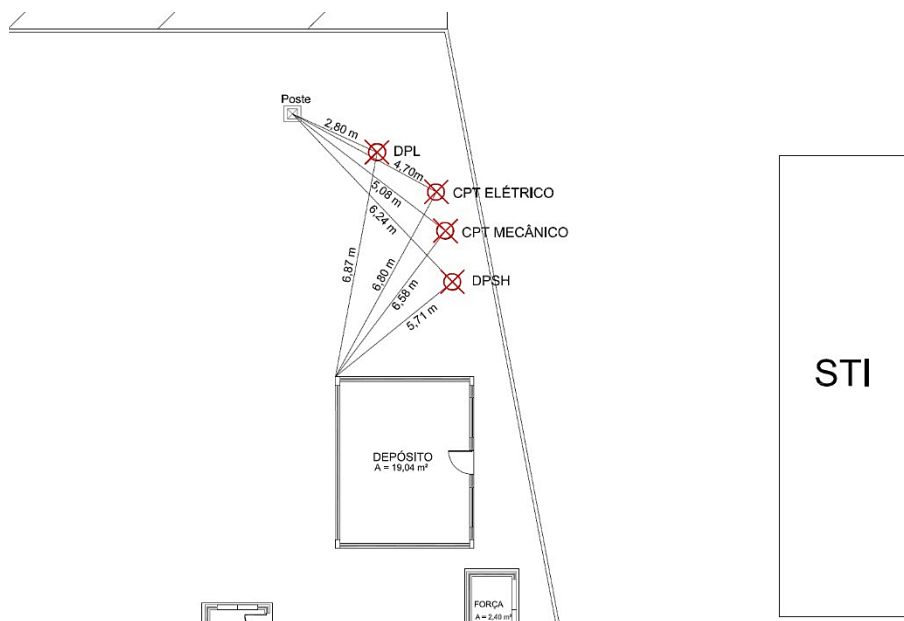 Poste
2,80 m
DPL
4,70m
CPT ELÉTRICO
5,08 m
CPT MECÂNICO
6,24 m
6,87 m
6,80 m
DPSH
6,58 m
5,71 m
STI
DEPÓSITO
A = 19,04 m²
FORÇA
A = 2,40 m²